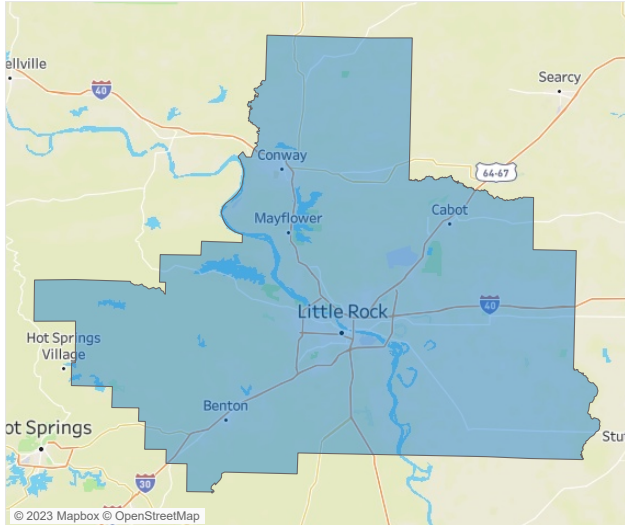 ellville
40
Searcy
Conway
64-67
Mayflower
Cabot
40
Little Rock
Hot Springs
Village
Benton
ot Springs
Stu
30
© 2023 Mapbox © OpenStreetMap